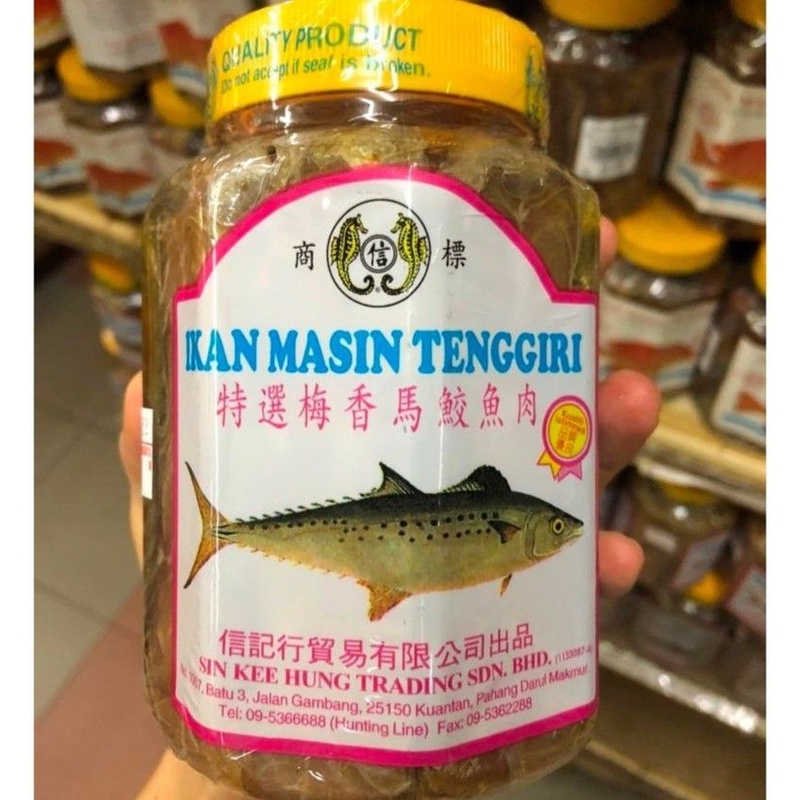 QUALITY PRODUCT
Do not accept if seal is broken.
商 信 標
IKAN MASIN TENGGIRI
特選梅香馬鮫魚肉
信記行貿易有限公司出品
SIN KEE HUNG TRADING SDN. BHD. (1133087-A)
Batu 3, Jalan Gambang, 25150 Kuantan, Pahang Darul Makmur
Tel: 09-5366688 (Hunting Line) Fax: 09-5362288